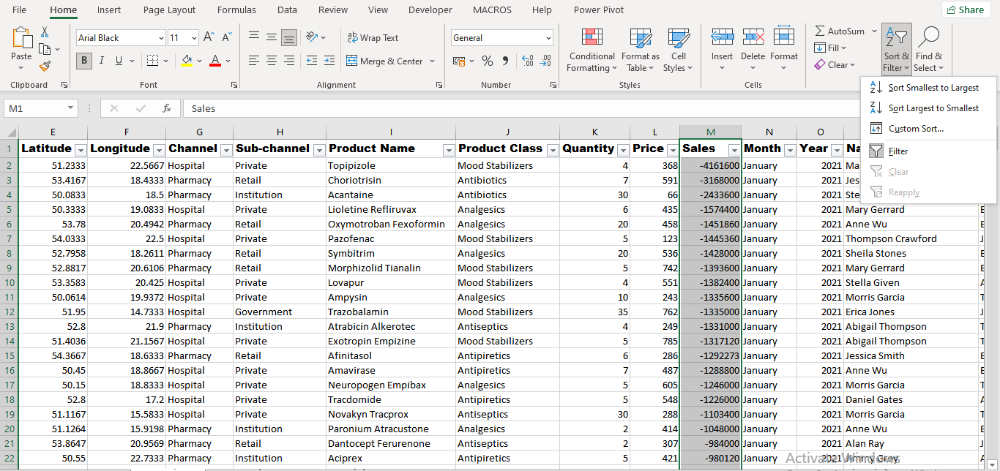 File Home Insert Page Layout Formulas Data Review View Developer MACROS Help Power Pivot Share
Paste
Clipboard
Arial Black 11
B I U
Font
Wrap Text
Merge & Center
Alignment
General
Number
Conditional Formatting
Format as Table
Cell Styles
Styles
Insert Delete Format
Cells
AutoSum
Fill
Clear
Sort & Filter
Find & Select
Sort Smallest to Largest
Sort Largest to Smallest
Custom Sort...
Filter
Clear
Reapply
M1 fx Sales
E F G H I J K L M N O
1 Latitude Longitude Channel Sub-channel Product Name Product Class Quantity Price Sales Month Year Na
2 51.2333 22.5667 Hospital Private Topipizole Mood Stabilizers 4 368 -4161600 January 2021 Ma
3 53.4167 18.4333 Pharmacy Retail Choriotrisin Antibiotics 7 591 -3168000 January 2021 Jes
4 50.0833 18.5 Pharmacy Institution Acantaine Antibiotics 30 66 -2433600 January 2021 Ste
5 50.3333 19.0833 Hospital Private Lioletine Refliruvax Analgesics 6 435 -1574400 January 2021 Mary Gerrard
6 53.78 20.4942 Pharmacy Retail Oxymotroban Fexoformin Analgesics 20 458 -1451860 January 2021 Anne Wu
7 54.0333 22.5 Hospital Private Pazofenac Mood Stabilizers 5 123 -1445360 January 2021 Thompson Crawford
8 52.7958 18.2611 Pharmacy Retail Symbitrim Analgesics 20 536 -1428000 January 2021 Sheila Stones
9 52.8817 20.6106 Pharmacy Retail Morphizolid Tianalin Mood Stabilizers 5 742 -1393600 January 2021 Mary Gerrard
10 53.3583 20.425 Hospital Private Lovapur Mood Stabilizers 4 551 -1382400 January 2021 Stella Given
11 50.0614 19.9372 Hospital Private Ampysin Analgesics 10 243 -1335600 January 2021 Morris Garcia
12 51.95 14.7333 Hospital Government Trazobalamin Mood Stabilizers 35 762 -1335000 January 2021 Erica Jones
13 52.8 21.9 Pharmacy Institution Atrabicin Alkerotec Antiseptics 4 249 -1331000 January 2021 Abigail Thompson
14 51.4036 21.1567 Hospital Private Exotropin Empizine Mood Stabilizers 5 785 -1317120 January 2021 Abigail Thompson
15 54.3667 18.6333 Pharmacy Retail Afinitasol Antipiretics 6 286 -1292273 January 2021 Jessica Smith
16 50.45 18.8667 Hospital Private Amavirase Antipiretics 7 487 -1288800 January 2021 Anne Wu
17 50.15 18.8333 Hospital Private Neuropogen Empibax Analgesics 5 605 -1246000 January 2021 Morris Garcia
18 52.8 17.2 Hospital Private Tracdomide Antipiretics 5 548 -1226000 January 2021 Daniel Gates
19 51.1167 15.5833 Hospital Private Novakyn Tracprox Antiseptics 30 288 -1103400 January 2021 Morris Garcia
20 51.1264 15.9198 Pharmacy Institution Paronium Atracustone Analgesics 2 414 -1048000 January 2021 Anne Wu
21 53.8647 20.9569 Pharmacy Retail Dantocept Ferurenone Antiseptics 2 307 -984000 January 2021 Alan Ray
22 50.55 22.7333 Pharmacy Institution Aciprex Antipiretics 5 421 -980120 January 2021 Jimmy Grey
Activate Windows